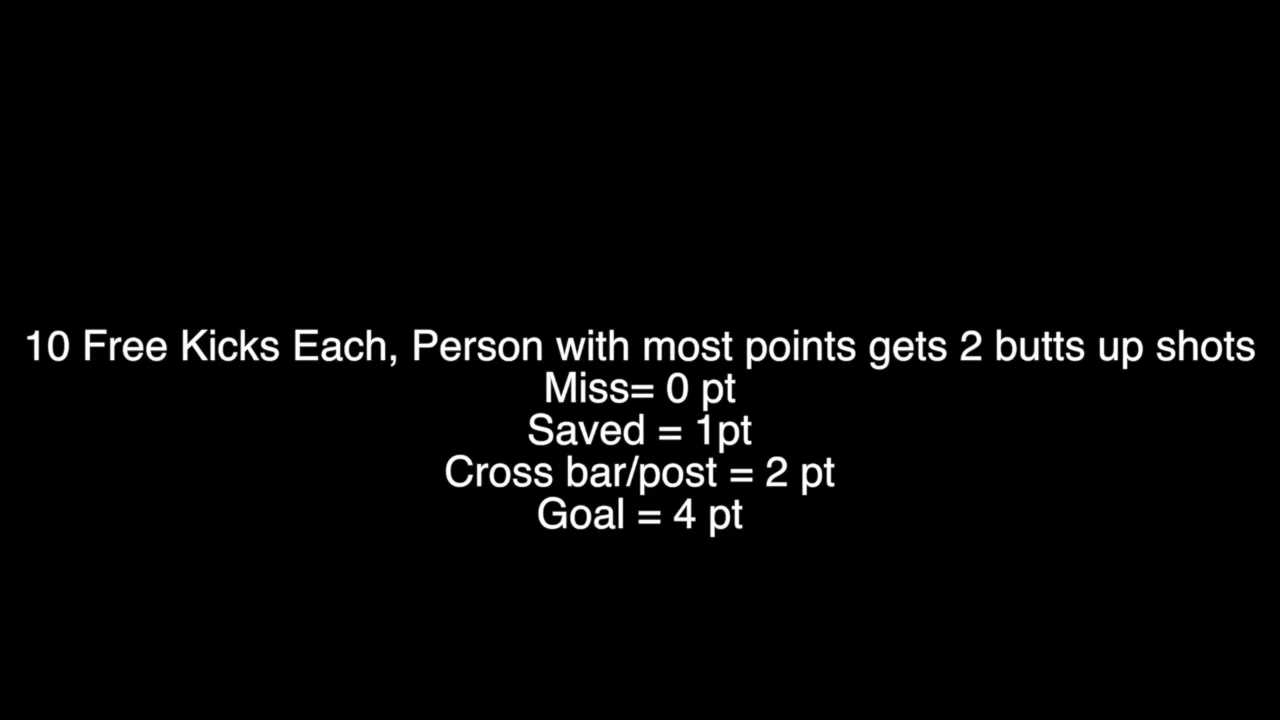 10 Free Kicks Each, Person with most points gets 2 butts up shots
Miss= 0 pt
Saved = 1pt
Cross bar/post = 2 pt
Goal = 4 pt